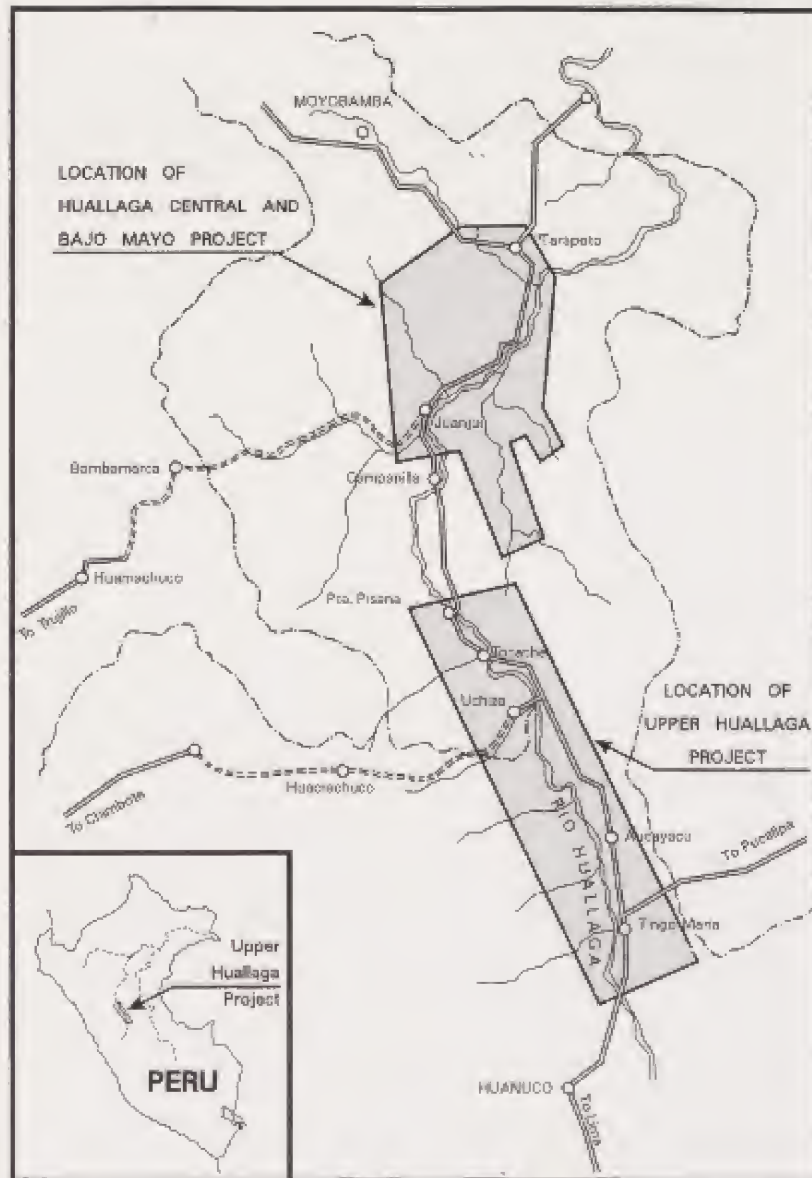 MOYOBAMBA
LOCATION OF
HUALLAGA CENTRAL AND
BAJO MAYO PROJECT
Tarapoto
Juanjui
Bambamarca
Campanilla
Huamachuco
To Trujillo
Pto. Pisana
Tocache
LOCATION OF
UPPER HUALLAGA
PROJECT
Uchiza
Huacrachuco
To Chimbote
RIO HUALLAGA
Aucayacu
To Pucallpa
Tingo Maria
Upper
Huallaga
Project
PERU
HUANUCO
To Lima